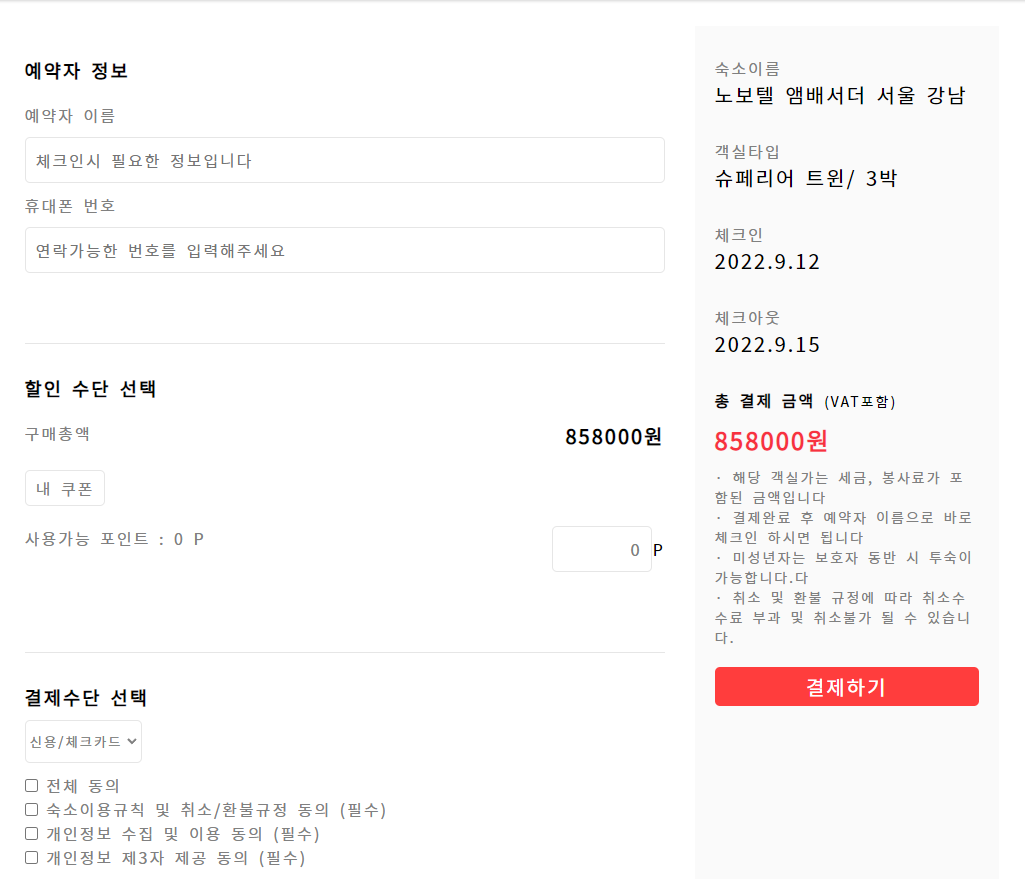 예약자 정보
예약자 이름
체크인시 필요한 정보입니다
휴대폰 번호
연락가능한 번호를 입력해주세요
할인 수단 선택
구매총액
858000원
내 쿠폰
사용가능 포인트 : 0 P
0 P
결제수단 선택
신용/체크카드
전체 동의
숙소이용규칙 및 취소/환불규정 동의 (필수)
개인정보 수집 및 이용 동의 (필수)
개인정보 제3자 제공 동의 (필수)
숙소이름
노보텔 앰배서더 서울 강남
객실타입
슈페리어 트윈/ 3박
체크인
2022.9.12
체크아웃
2022.9.15
총 결제 금액 (VAT포함)
858000원
· 해당 객실가는 세금, 봉사료가 포
함된 금액입니다
· 결제완료 후 예약자 이름으로 바로
체크인 하시면 됩니다
· 미성년자는 보호자 동반 시 투숙이
가능합니다.다
· 취소 및 환불 규정에 따라 취소수
수료 부과 및 취소불가 될 수 있습니
다.
결제하기